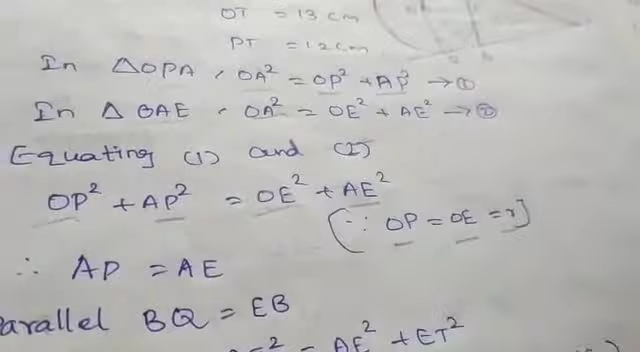 OT = 13 cm
PT = 12 cm
In △OPA, OA² = OP² + AP² → ①
In △ OAE, OA² = OE² + AE² → ②
Equating (1) and (2)
OP² + AP² = OE² + AE²
(∵ OP = OE = r]
∴ AP = AE
Parallel BQ = EB
= AE² + ET²